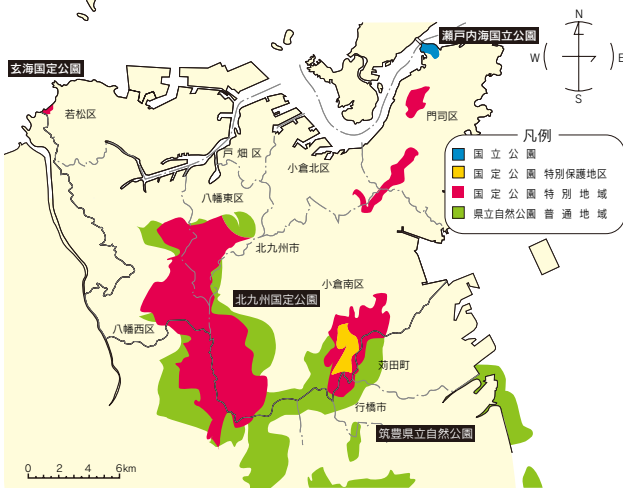 瀬戸内海国立公園
N
W
E
S
玄海国定公園
若松区
門司区
凡例
国立公園
国定公園 特別保護地区
国定公園 特別地域
県立自然公園 普通地域
戸畑区
小倉北区
八幡東区
北九州市
小倉南区
北九州国定公園
八幡西区
苅田町
行橋市
筑豊県立自然公園
0 2 4 6km